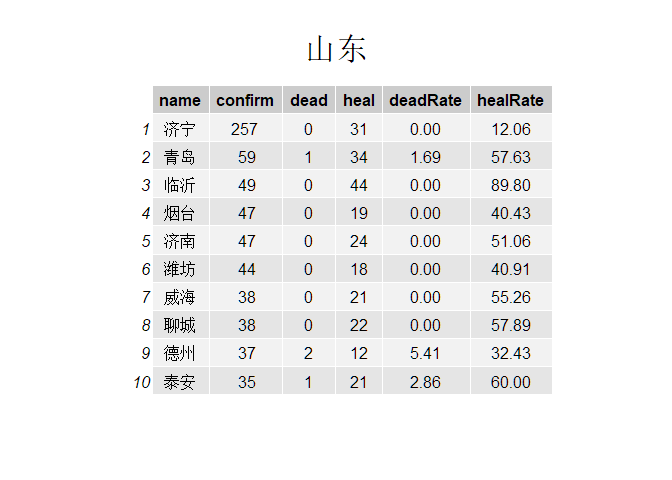 山东
name confirm dead heal deadRate healRate
1 济宁 257 0 31 0.00 12.06
2 青岛 59 1 34 1.69 57.63
3 临沂 49 0 44 0.00 89.80
4 烟台 47 0 19 0.00 40.43
5 济南 47 0 24 0.00 51.06
6 潍坊 44 0 18 0.00 40.91
7 威海 38 0 21 0.00 55.26
8 聊城 38 0 22 0.00 57.89
9 德州 37 2 12 5.41 32.43
10 泰安 35 1 21 2.86 60.00